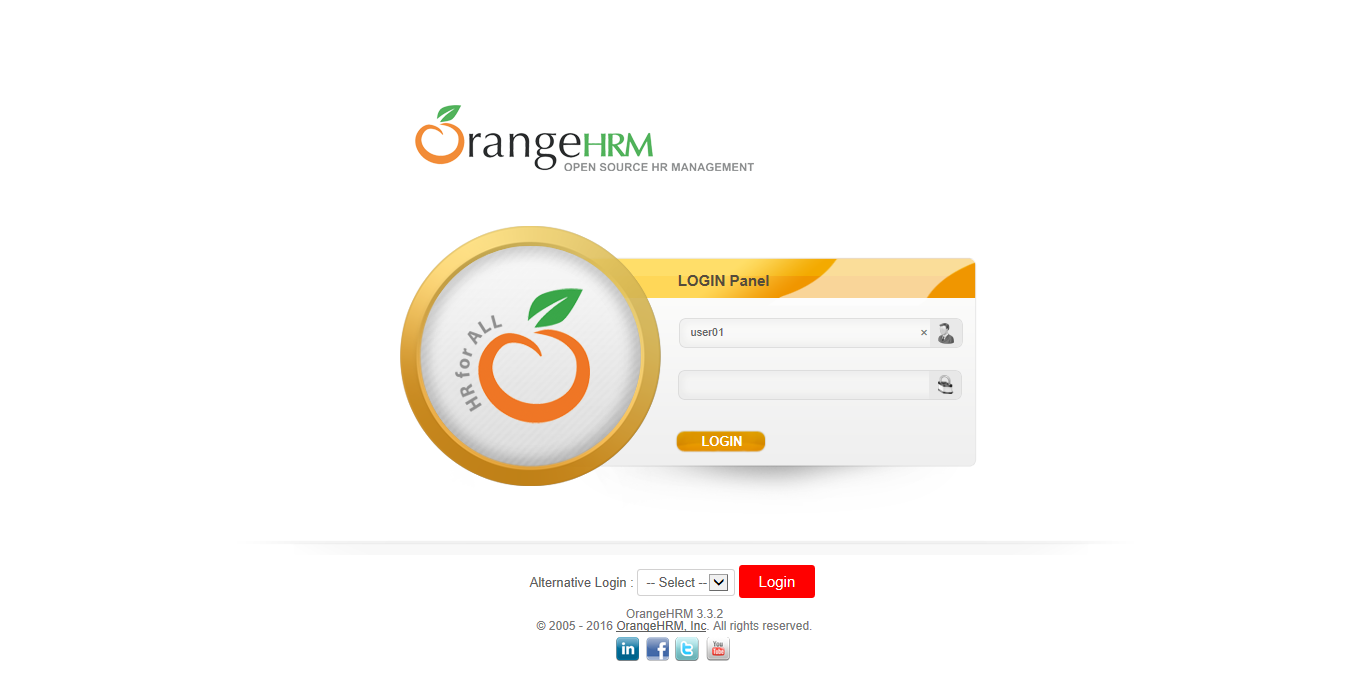 OrangeHRM
OPEN SOURCE HR MANAGEMENT
LOGIN Panel
HR for ALL
user01 ×
LOGIN
Alternative Login : -- Select -- Login
OrangeHRM 3.3.2
© 2005 - 2016 OrangeHRM, Inc. All rights reserved.
in f t You Tube